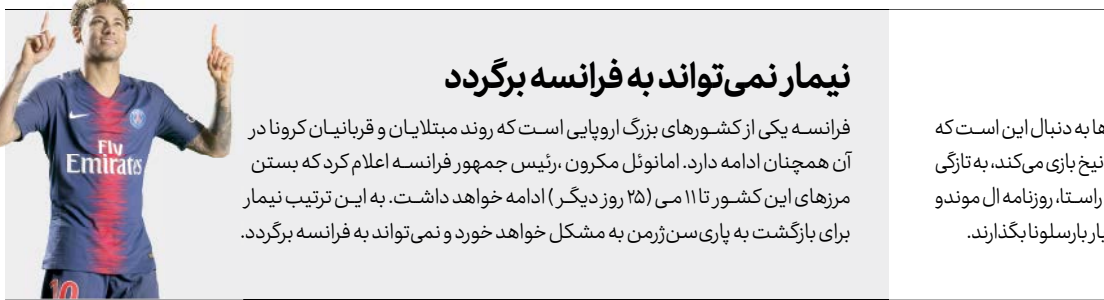 نیمار نمی‌تواند به فرانسه برگردد
فرانسه یکی از کشورهای بزرگ اروپایی است که روند مبتلایان و قربانیان کرونا در
آن همچنان ادامه دارد. امانوئل مکرون ،رئیس جمهور فرانسه اعلام کرد که بستن
مرزهای این کشور تا ۱۱ می (۲۵ روز دیگر ) ادامه خواهد داشت. به این ترتیب نیمار
برای بازگشت به پاری‌سن‌ژرمن به مشکل خواهد خورد و نمی‌تواند به فرانسه برگردد.
ها به دنبال این است که
نیخ بازی می‌کند، به تازگی
راستا، روزنامه ال موندو
بار بارسلونا بگذارند.
Fly
Emirates
10